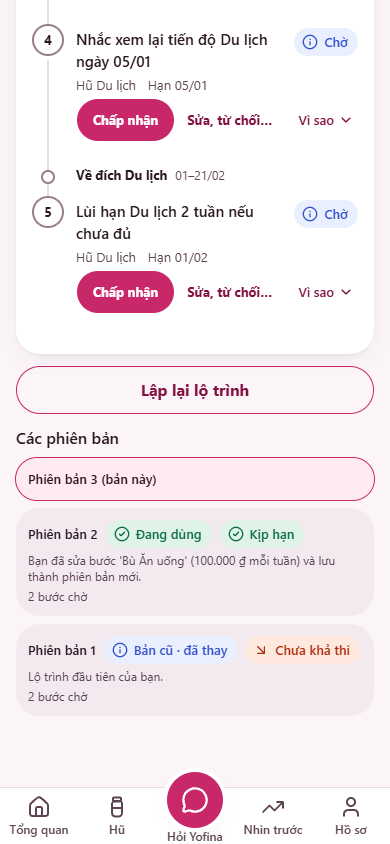 4
Nhắc xem lại tiến độ Du lịch
ngày 05/01
Chờ
Hũ Du lịch Hạn 05/01
Chấp nhận
Sửa, từ chối...
Vì sao
Về đích Du lịch 01–21/02
5
Lùi hạn Du lịch 2 tuần nếu
chưa đủ
Chờ
Hũ Du lịch Hạn 01/02
Chấp nhận
Sửa, từ chối...
Vì sao
Lập lại lộ trình
Các phiên bản
Phiên bản 3 (bản này)
Phiên bản 2 Đang dùng Kịp hạn
Bạn đã sửa bước 'Bù Ăn uống' (100.000 ₫ mỗi tuần) và lưu
thành phiên bản mới.
2 bước chờ
Phiên bản 1 Bản cũ · đã thay Chưa khả thi
Lộ trình đầu tiên của bạn.
2 bước chờ
Tổng quan
Hũ
Hỏi Yofina
Nhìn trước
Hồ sơ